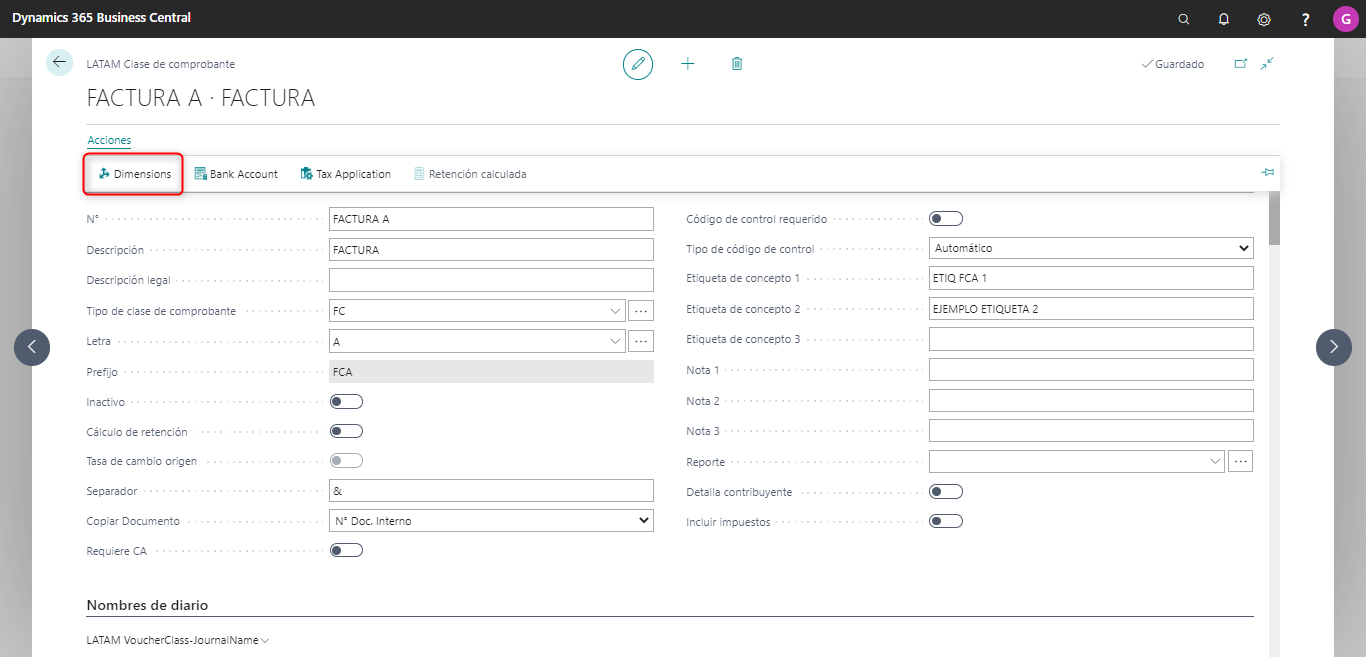 Dynamics 365 Business Central
?
G
LATAM Clase de comprobante
Guardado
FACTURA A · FACTURA
Acciones
Dimensions
Bank Account
Tax Application
Retención calculada
N°
FACTURA A
Descripción
FACTURA
Descripción legal
Tipo de clase de comprobante
FC
Letra
A
Prefijo
FCA
Inactivo
Cálculo de retención
Tasa de cambio origen
Separador
&
Copiar Documento
N° Doc. Interno
Requiere CA
Código de control requerido
Tipo de código de control
Automático
Etiqueta de concepto 1
ETIQ FCA 1
Etiqueta de concepto 2
EJEMPLO ETIQUETA 2
Etiqueta de concepto 3
Nota 1
Nota 2
Nota 3
Reporte
Detalla contribuyente
Incluir impuestos
Nombres de diario
LATAM VoucherClass-JournalName